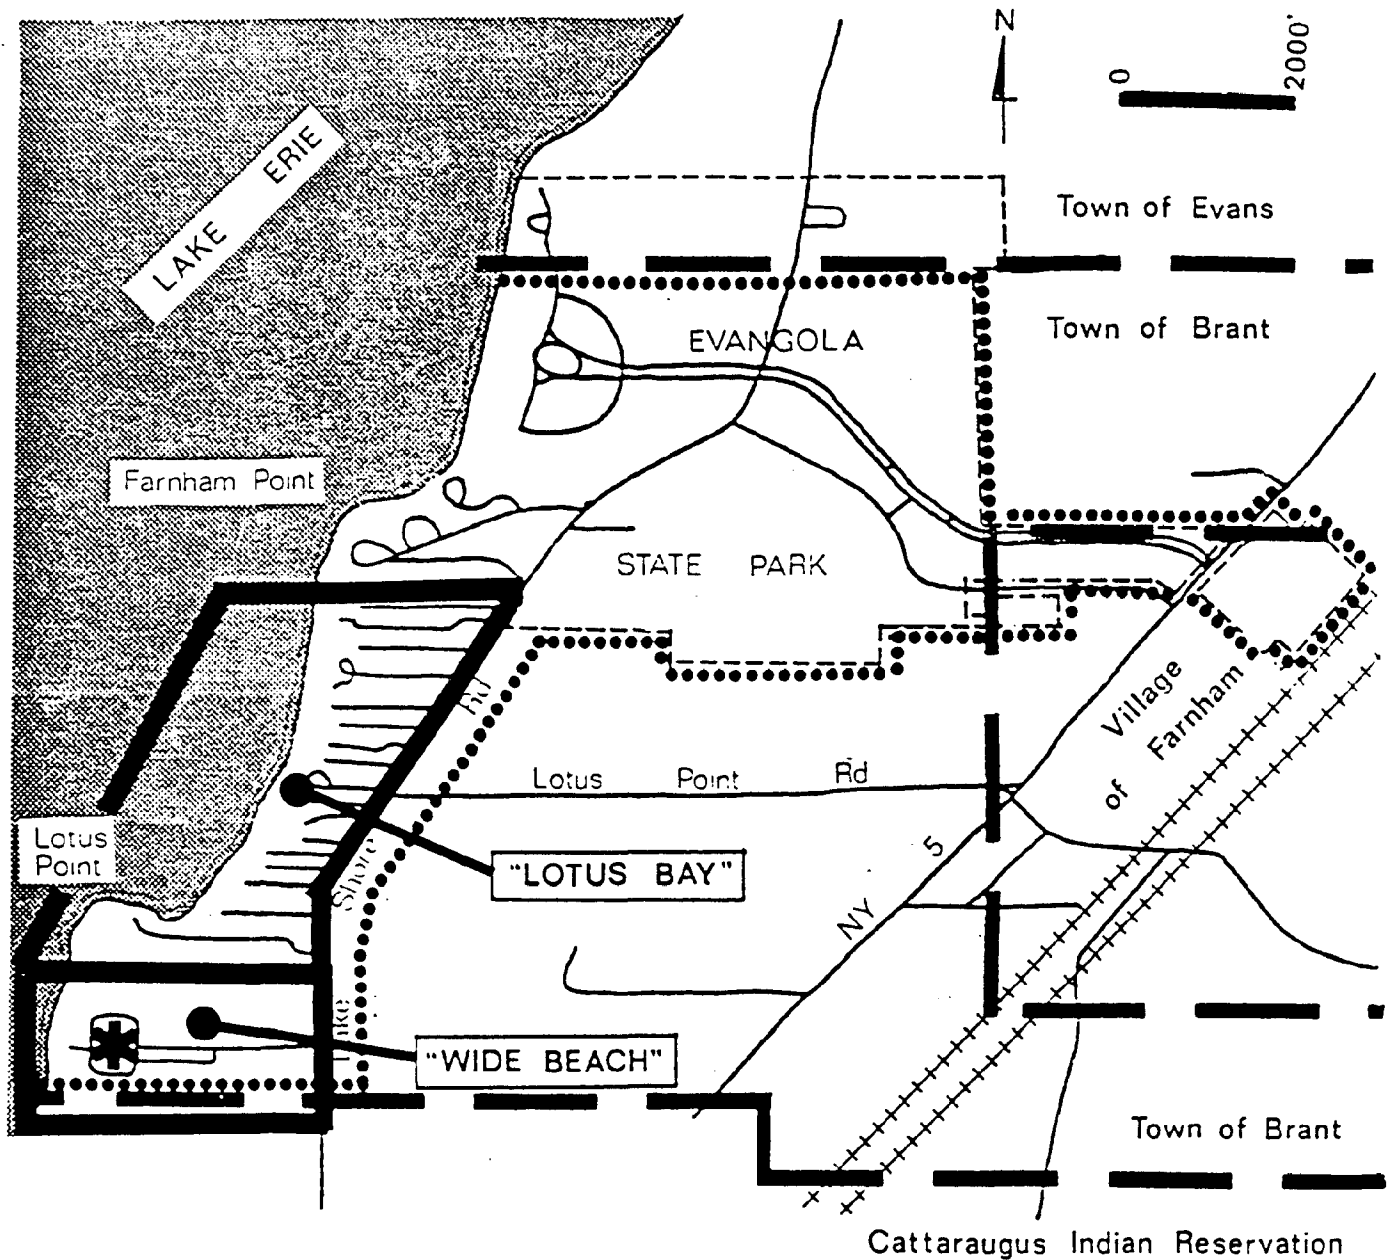 N
0
2000'
LAKE ERIE
Town of Evans
Town of Brant
EVANGOLA
Farnham Point
STATE PARK
Rd
Village
of Farnham
Lotus Point Rd
Lotus
Point
"LOTUS BAY"
Shore
NY 5
"WIDE BEACH"
Town of Brant
Cattaraugus Indian Reservation